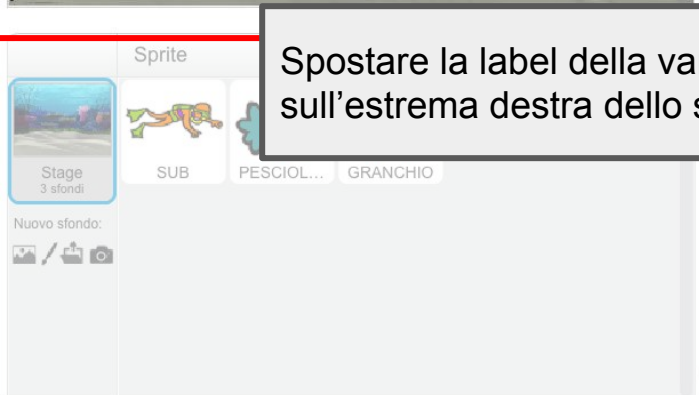 Sprite
Spostare la label della va
sull’estrema destra dello s
Stage
3 sfondi
SUB
PESCIOL...
GRANCHIO
Nuovo sfondo: